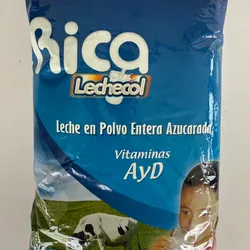 Rica
Lechecol
Leche en Polvo Entera Azucarada
Vitaminas
AyD